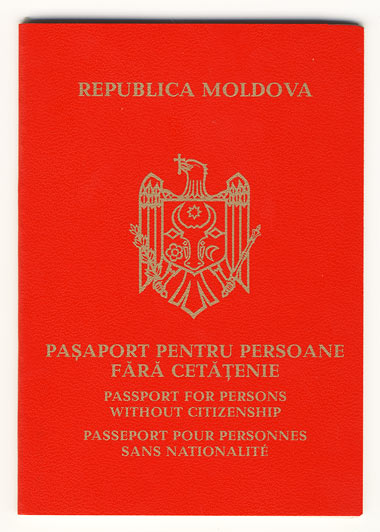 REPUBLICA MOLDOVA
PAŞAPORT PENTRU PERSOANE
FĂRĂ CETĂŢENIE
PASSPORT FOR PERSONS
WITHOUT CITIZENSHIP
PASSEPORT POUR PERSONNES
SANS NATIONALITÉ